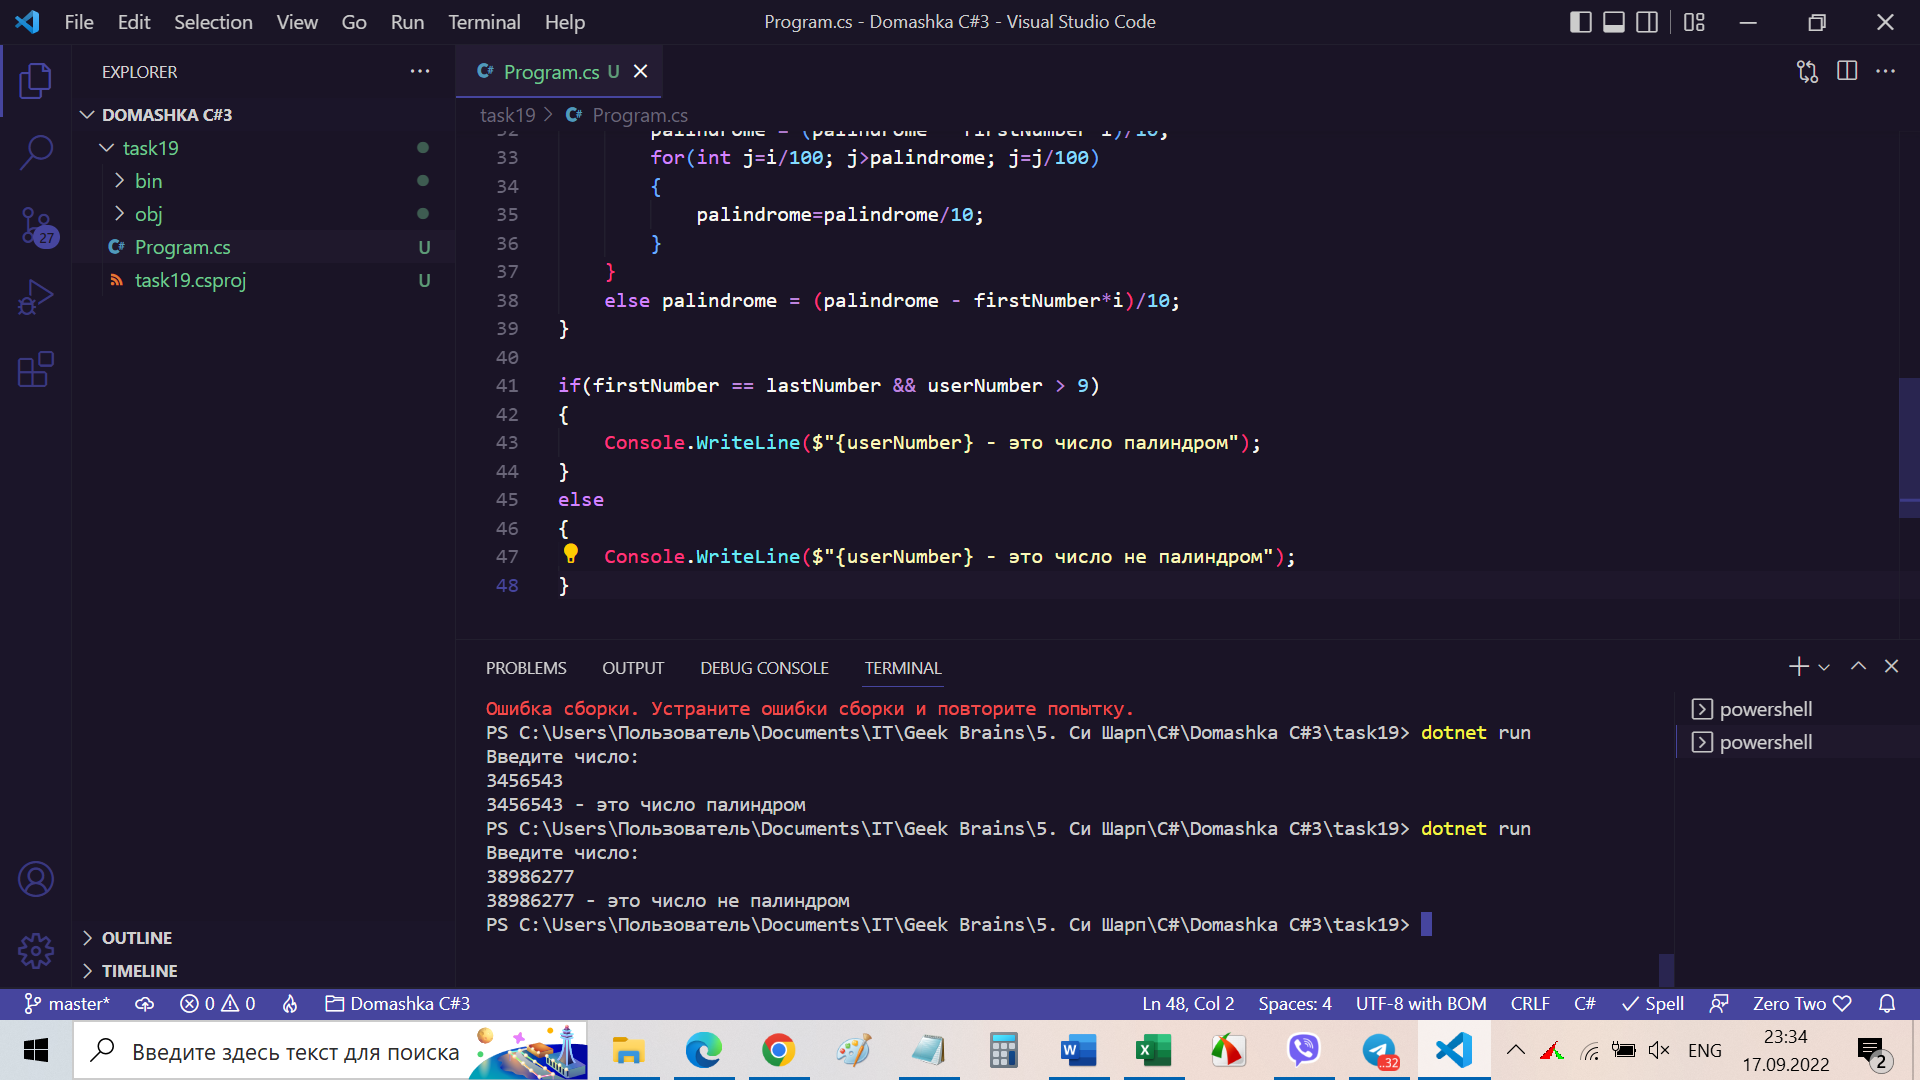 File Edit Selection View Go Run Terminal Help
Program.cs - Domashka C#3 - Visual Studio Code
EXPLORER
DOMASHKA C#3
task19
bin
obj
C# Program.cs U
task19.csproj U
27
OUTLINE
TIMELINE
C# Program.cs U
task19 > C# Program.cs
32 palindrome = (palindrome - firstNumber*i)/10;
33 for(int j=i/100; j>palindrome; j=j/100)
34 {
35 palindrome=palindrome/10;
36 }
37 }
38 else palindrome = (palindrome - firstNumber*i)/10;
39 }
40
41 if(firstNumber == lastNumber && userNumber > 9)
42 {
43 Console.WriteLine($"{userNumber} - это число палиндром");
44 }
45 else
46 {
47 Console.WriteLine($"{userNumber} - это число не палиндром");
48 }
PROBLEMS OUTPUT DEBUG CONSOLE TERMINAL
Ошибка сборки. Устраните ошибки сборки и повторите попытку.
PS C:\Users\Пользователь\Documents\IT\Geek Brains\5. Си Шарп\C#\Domashka C#3\task19> dotnet run
Введите число:
3456543
3456543 - это число палиндром
PS C:\Users\Пользователь\Documents\IT\Geek Brains\5. Си Шарп\C#\Domashka C#3\task19> dotnet run
Введите число:
38986277
38986277 - это число не палиндром
PS C:\Users\Пользователь\Documents\IT\Geek Brains\5. Си Шарп\C#\Domashka C#3\task19>
powershell
powershell
master* 0 0 Domashka C#3
Ln 48, Col 2 Spaces: 4 UTF-8 with BOM CRLF C# Spell Zero Two
Введите здесь текст для поиска
..32
ENG
23:34
17.09.2022
2